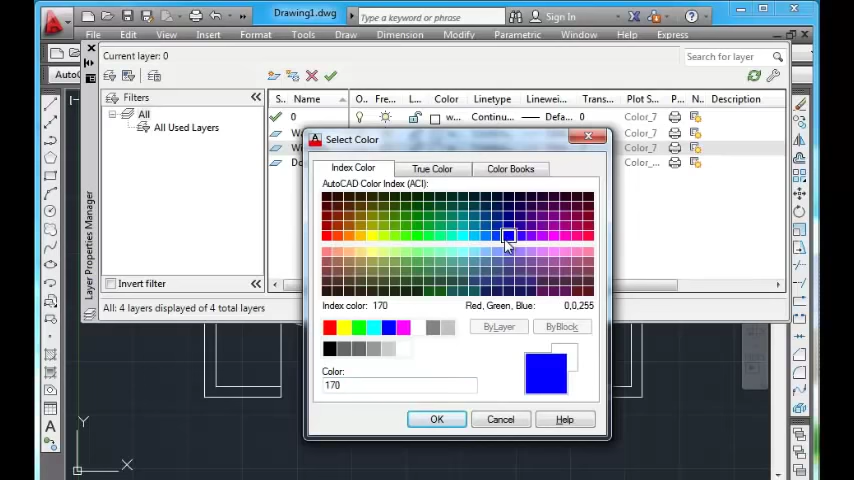 Drawing1.dwg
Type a keyword or phrase
Sign In
File Edit View Insert Format Tools Draw Dimension Modify Parametric Window Help Express
Current layer: 0
Search for layer
AutoC
Filters
S.. Name O.. Fre... L... Color Linetype Linewei... Trans... Plot S... P... N.. Description
All
0 w... Continu... Defa... 0 Color_7
All Used Layers
Wa
Color_7
Wi
Color_7
Do
Color_...
Select Color
Index Color
True Color
Color Books
AutoCAD Color Index (ACI):
Index color: 170
Red, Green, Blue: 0,0,255
ByLayer
ByBlock
Color:
170
OK
Cancel
Help
Invert filter
All: 4 layers displayed of 4 total layers
Layer Properties Manager
Y
X